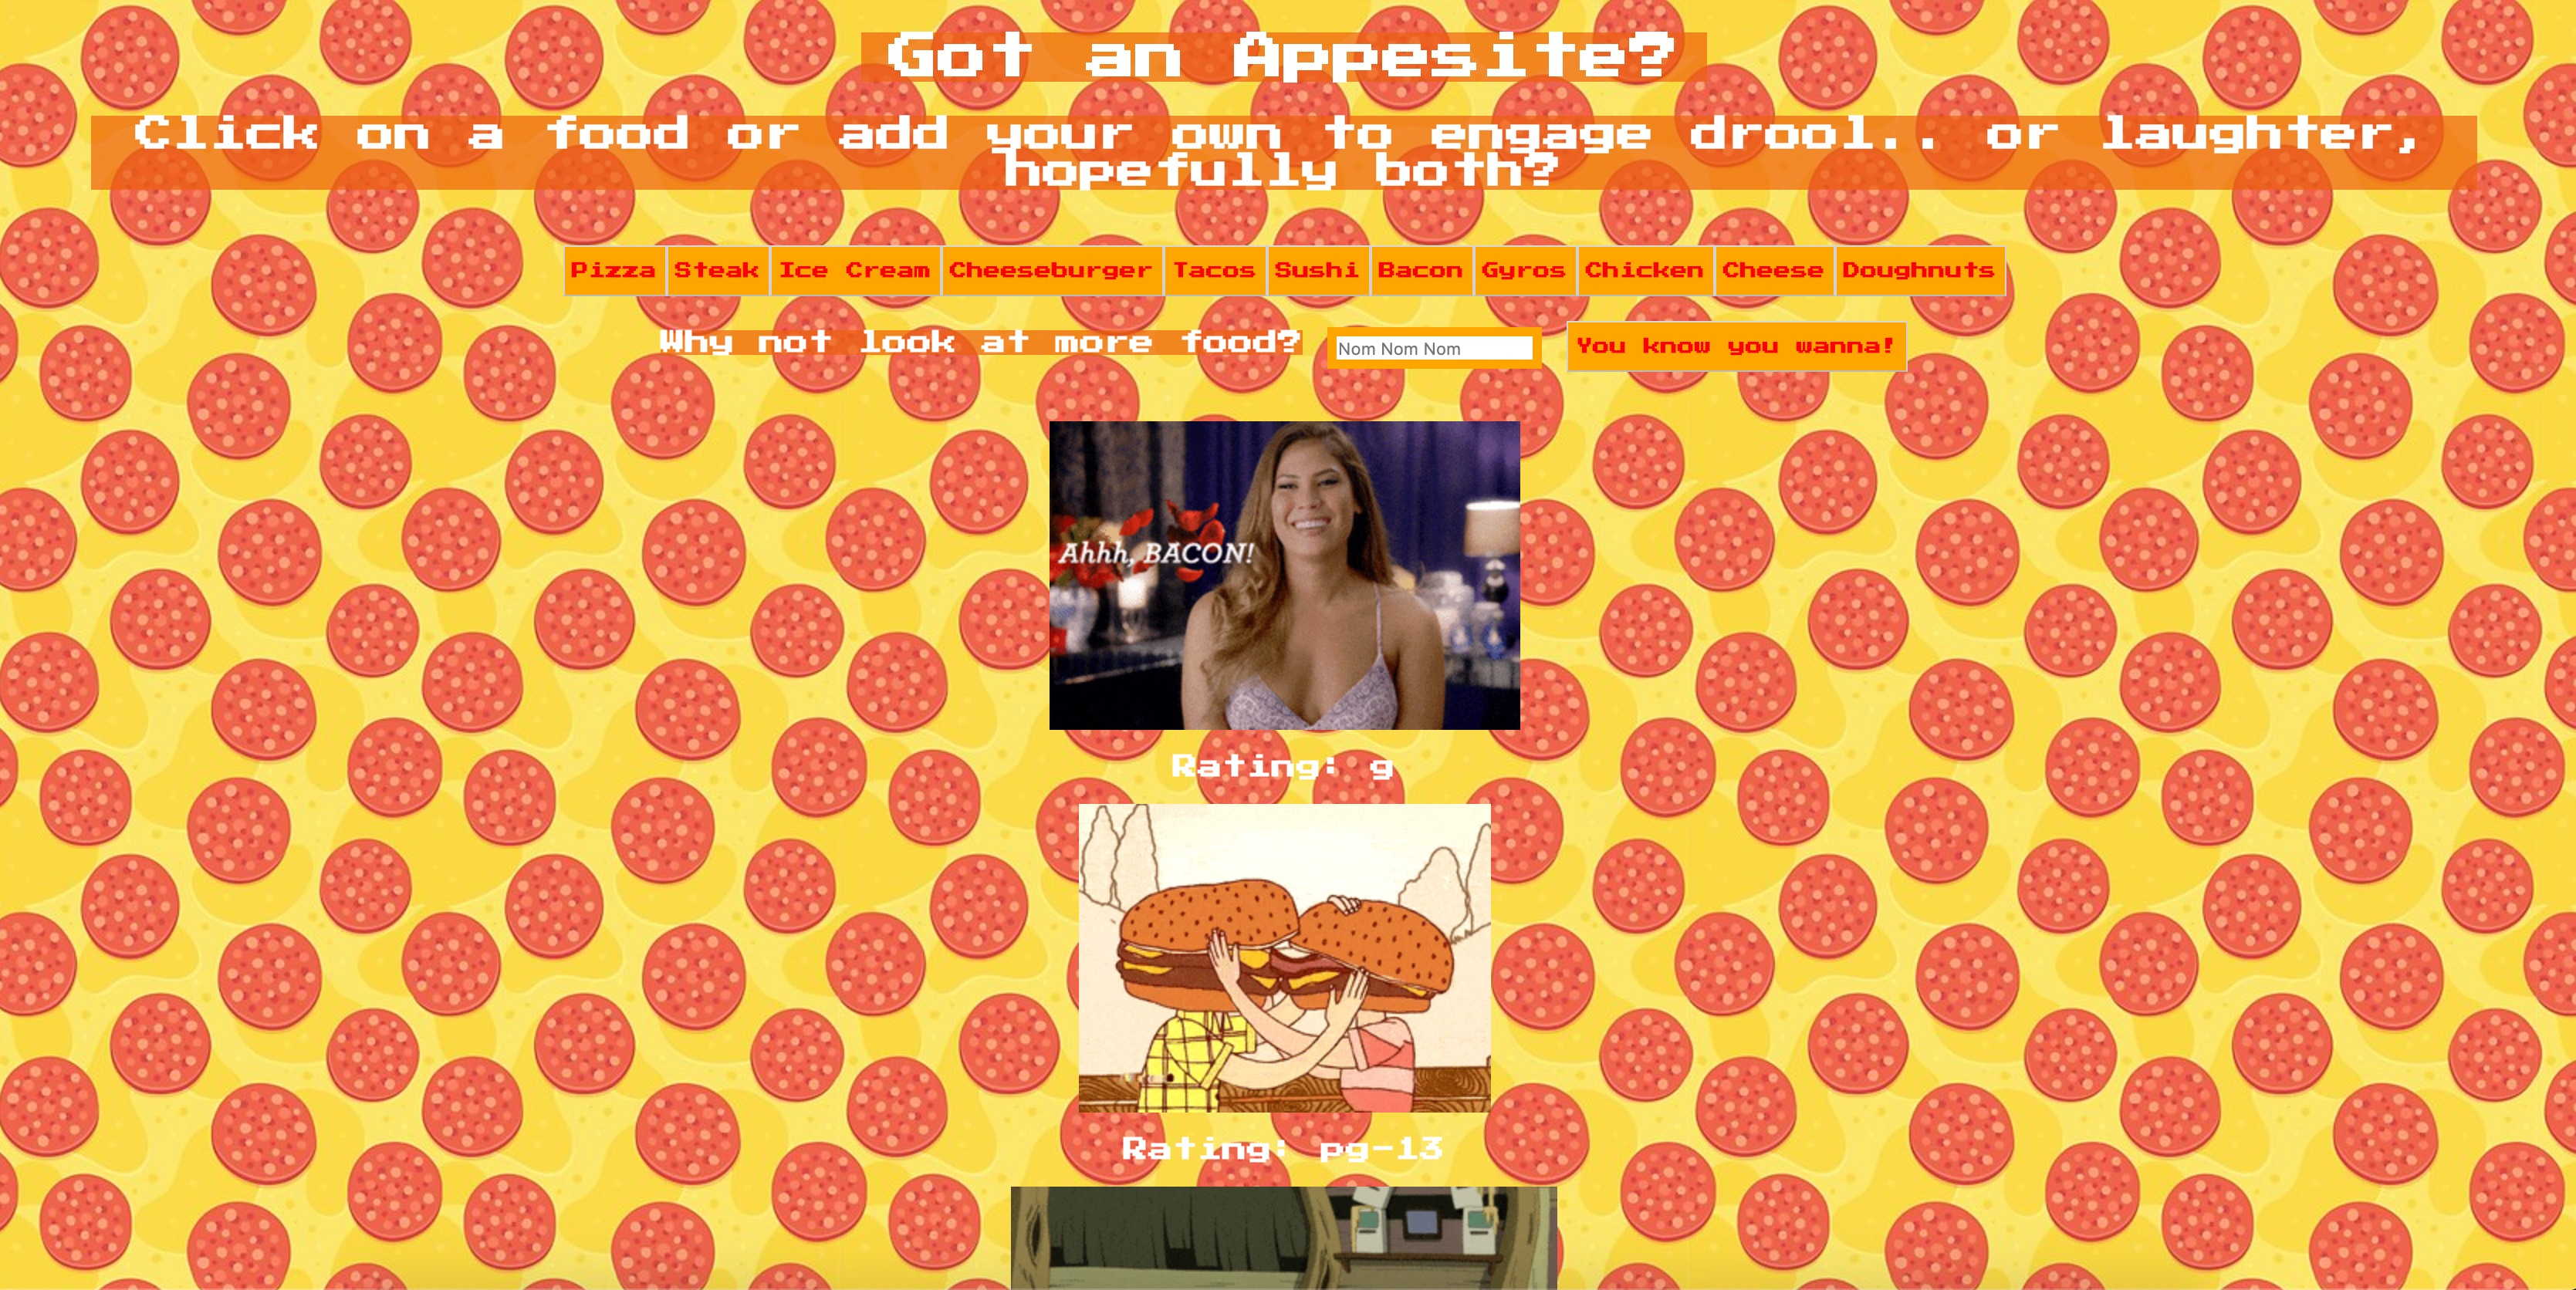 Got an Appesite?
Click on a food or add your own to engage drool.. or laughter,
hopefully both?
Pizza Steak Ice Cream Cheeseburger Tacos Sushi Bacon Gyros Chicken Cheese Doughnuts
Why not look at more food? Nom Nom Nom You know you wanna!
Ahhh, BACON!
Rating: g
Rating: pg-13